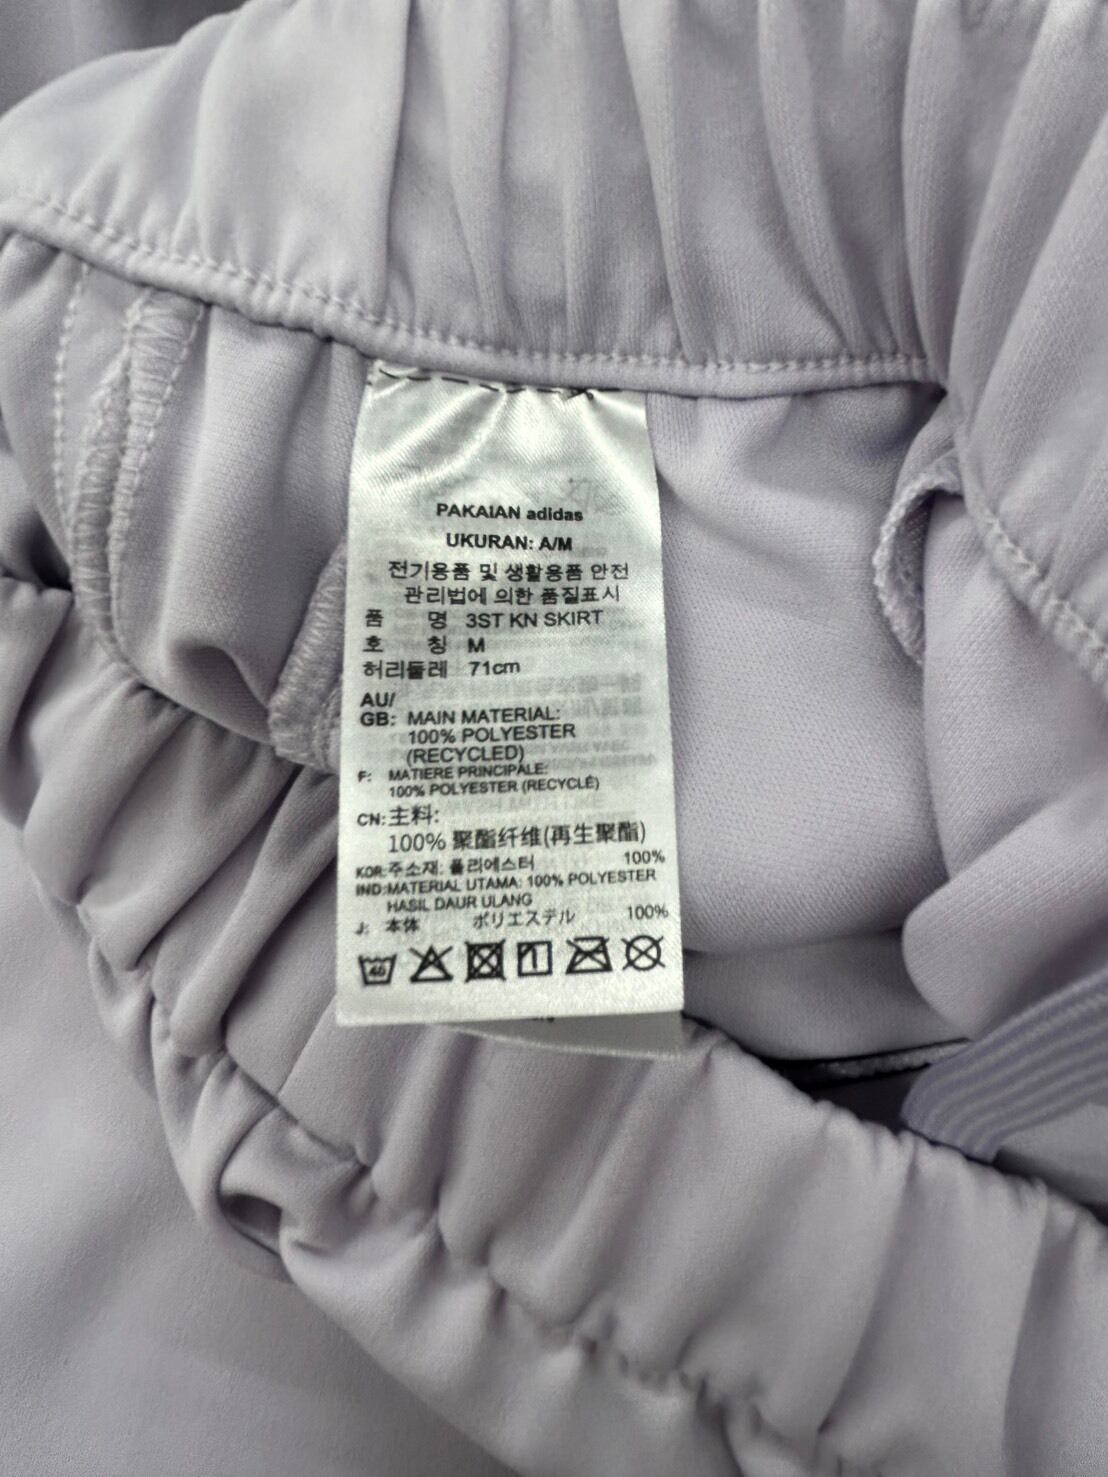 PAKAIAN adidas
UKURAN: A/M
전기용품 및 생활용품 안전
관리법에 의한 품질표시
품 명 3ST KN SKIRT
호 칭 M
허리둘레 71cm
AU/
GB: MAIN MATERIAL:
100% POLYESTER
(RECYCLED)
F: MATIERE PRINCIPALE:
100% POLYESTER (RECYCLÉ)
CN: 主料:
100% 聚酯纤维(再生聚酯)
KOR: 주소재: 폴리에스터 100%
IND: MATERIAL UTAMA: 100% POLYESTER
HASIL DAUR ULANG
J: 本体 ポリエステル 100%
40